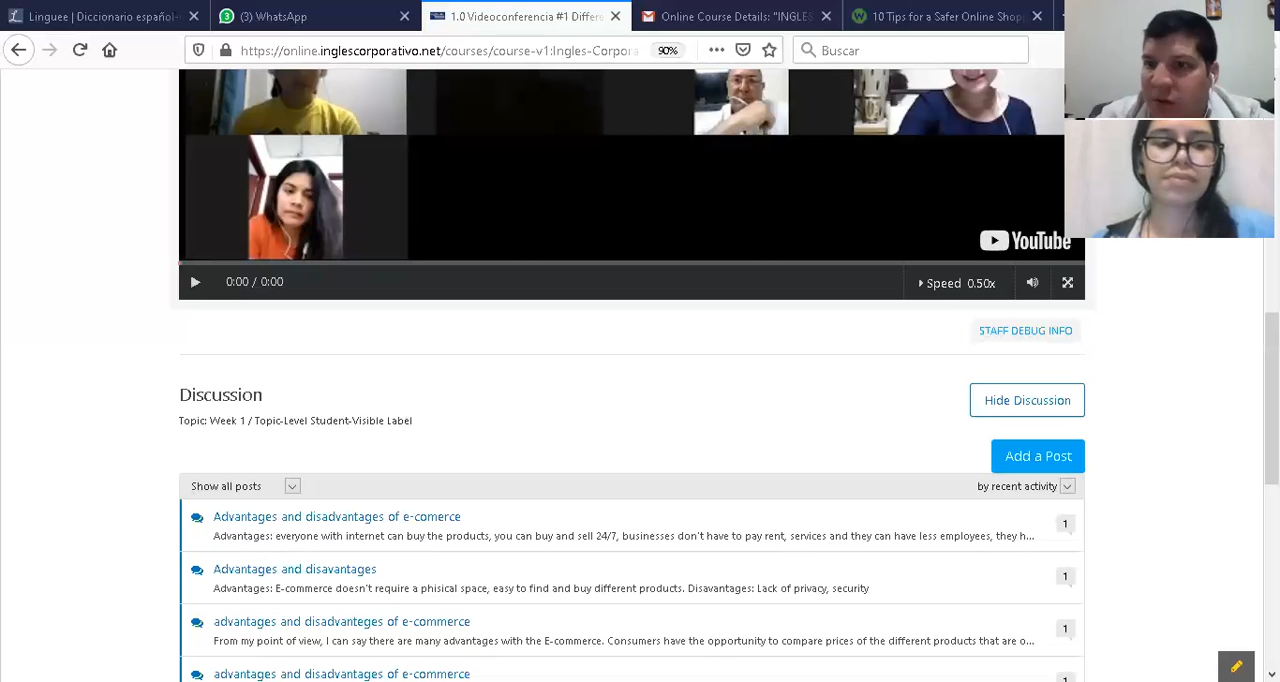 Linguee | Diccionario español-
(3) WhatsApp
1.0 Videoconferencia #1 Differe
Online Course Details: "INGLES
10 Tips for a Safer Online Shop
https://online.inglescorporativo.net/courses/course-v1:Ingles-Corpora
90%
Buscar
YouTube
0:00 / 0:00
Speed 0.50x
STAFF DEBUG INFO
Discussion
Hide Discussion
Topic: Week 1 / Topic-Level Student-Visible Label
Add a Post
Show all posts
by recent activity
Advantages and disadvantages of e-comerce
Advantages: everyone with internet can buy the products, you can buy and sell 24/7, businesses don't have to pay rent, services and they can have less employees, they h...
1
Advantages and disavantages
Advantages: E-commerce doesn't require a phisical space, easy to find and buy different products. Disavantages: Lack of privacy, security
1
advantages and disadvanteges of e-commerce
From my point of view, I can say there are many advantages with the E-commerce. Consumers have the opportunity to compare prices of the different products that are o...
1
advantages and disadvantages of e-commerce
1